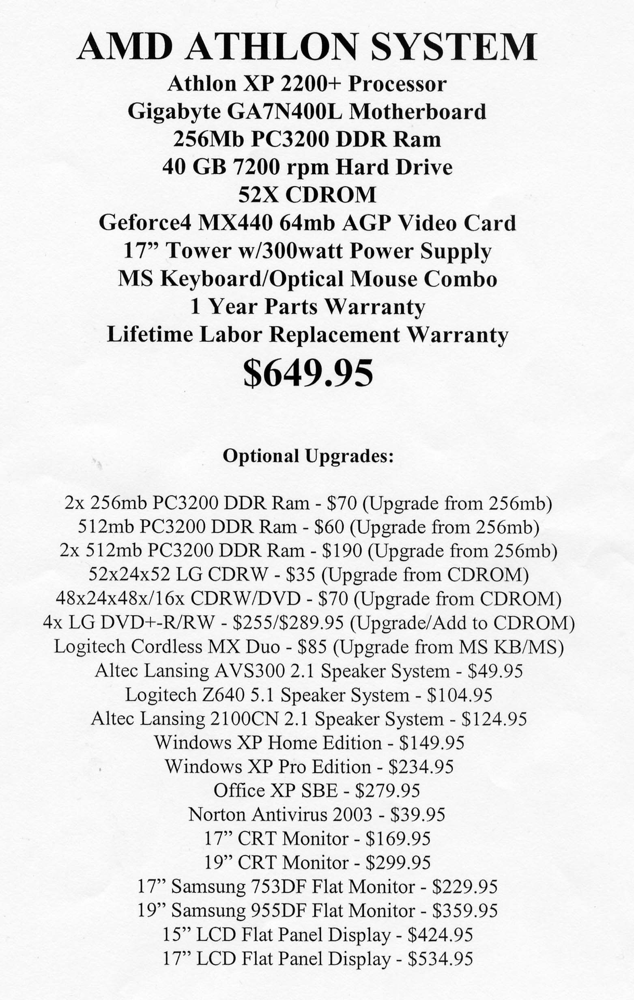 AMD ATHLON SYSTEM
Athlon XP 2200+ Processor
Gigabyte GA7N400L Motherboard
256Mb PC3200 DDR Ram
40 GB 7200 rpm Hard Drive
52X CDROM
Geforce4 MX440 64mb AGP Video Card
17” Tower w/300watt Power Supply
MS Keyboard/Optical Mouse Combo
1 Year Parts Warranty
Lifetime Labor Replacement Warranty
$649.95
Optional Upgrades:
2x 256mb PC3200 DDR Ram - $70 (Upgrade from 256mb)
512mb PC3200 DDR Ram - $60 (Upgrade from 256mb)
2x 512mb PC3200 DDR Ram - $190 (Upgrade from 256mb)
52x24x52 LG CDRW - $35 (Upgrade from CDROM)
48x24x48x/16x CDRW/DVD - $70 (Upgrade from CDROM)
4x LG DVD+-R/RW - $255/$289.95 (Upgrade/Add to CDROM)
Logitech Cordless MX Duo - $85 (Upgrade from MS KB/MS)
Altec Lansing AVS300 2.1 Speaker System - $49.95
Logitech Z640 5.1 Speaker System - $104.95
Altec Lansing 2100CN 2.1 Speaker System - $124.95
Windows XP Home Edition - $149.95
Windows XP Pro Edition - $234.95
Office XP SBE - $279.95
Norton Antivirus 2003 - $39.95
17” CRT Monitor - $169.95
19” CRT Monitor - $299.95
17” Samsung 753DF Flat Monitor - $229.95
19” Samsung 955DF Flat Monitor - $359.95
15” LCD Flat Panel Display - $424.95
17” LCD Flat Panel Display - $534.95